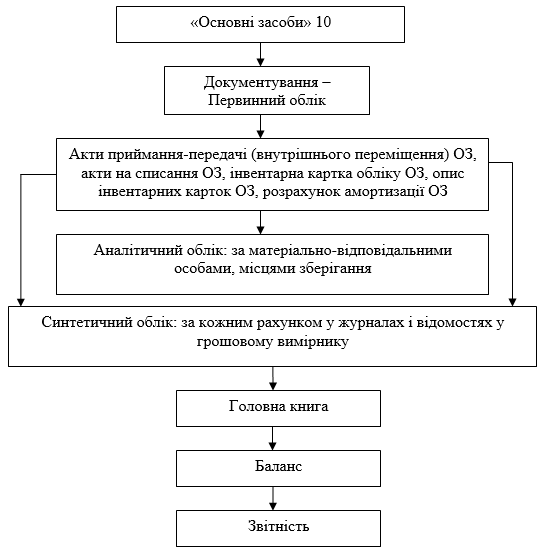 «Основні засоби» 10
Документування –
Первинний облік
Акти приймання-передачі (внутрішнього переміщення) ОЗ,
акти на списання ОЗ, інвентарна картка обліку ОЗ, опис
інвентарних карток ОЗ, розрахунок амортизації ОЗ
Аналітичний облік: за матеріально-відповідальними
особами, місцями зберігання
Синтетичний облік: за кожним рахунком у журналах і відомостях у
грошовому вимірнику
Головна книга
Баланс
Звітність